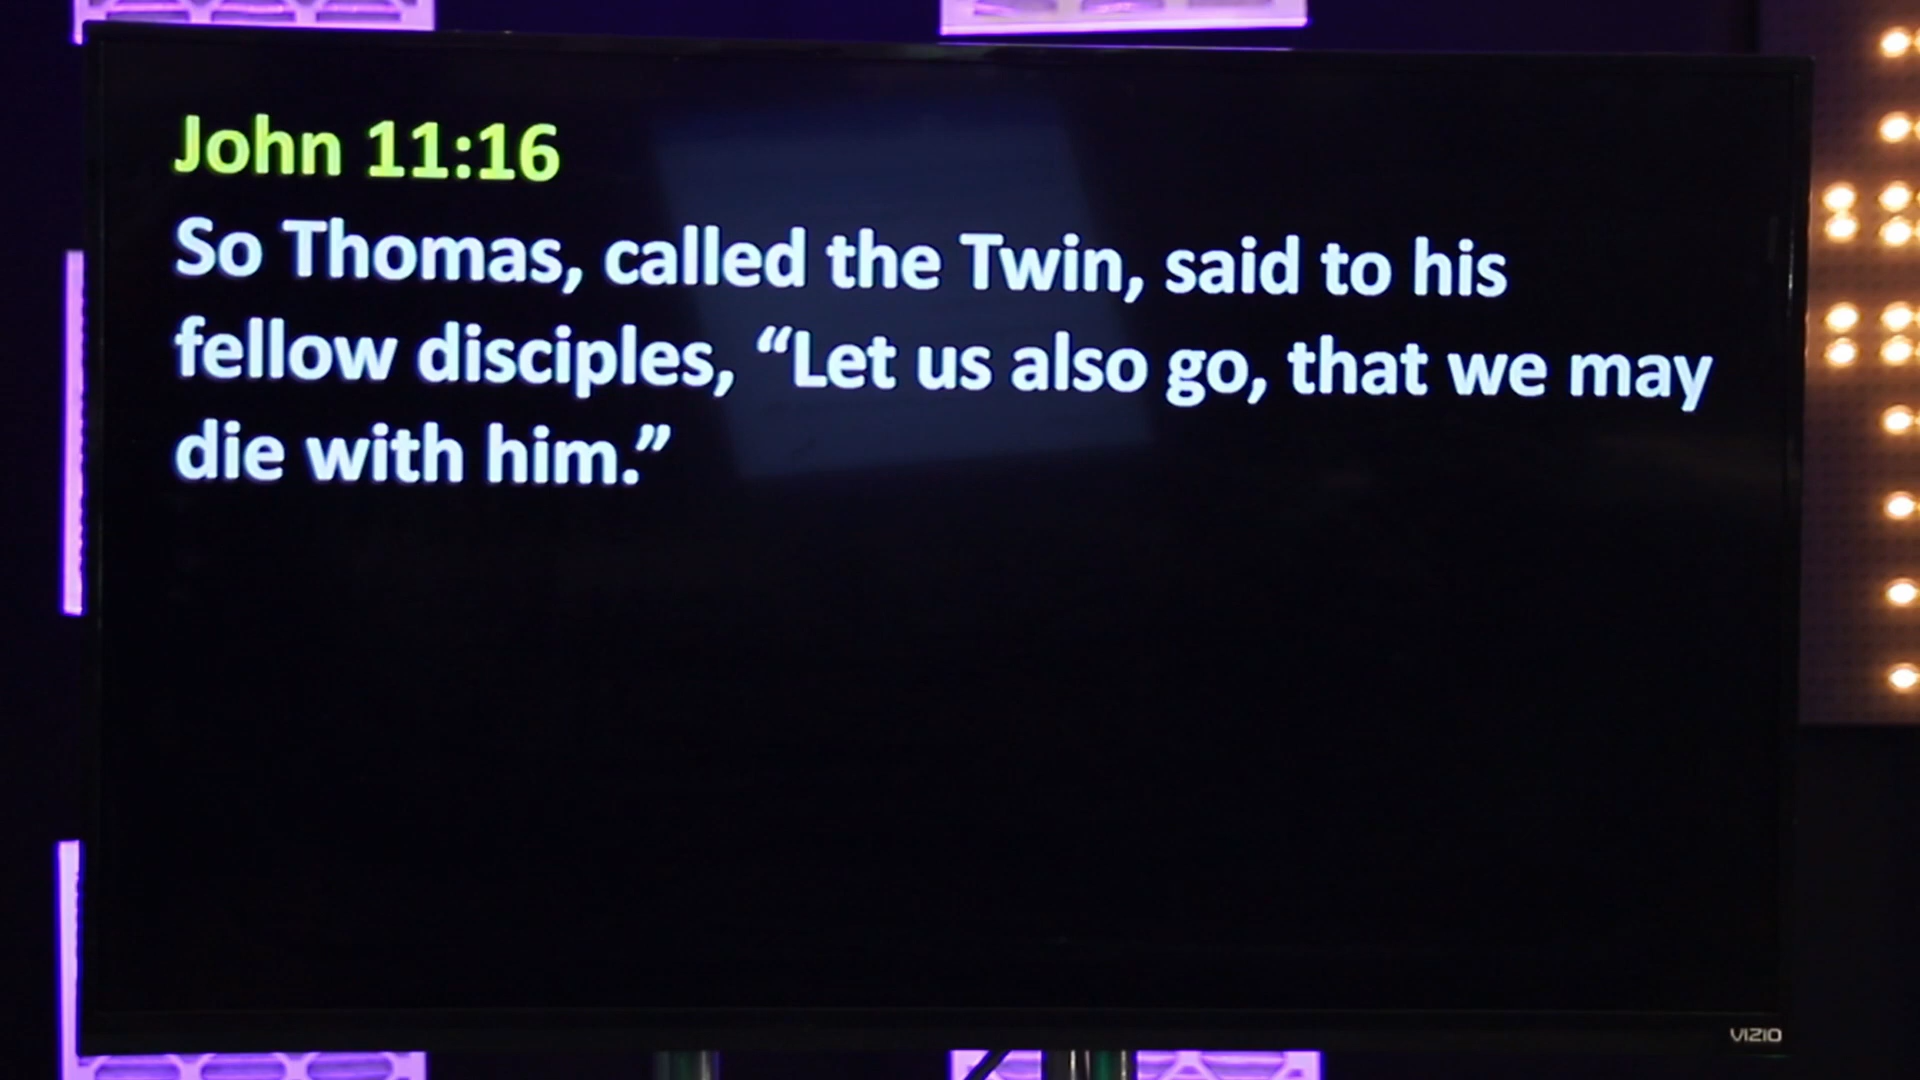 John 11:16
So Thomas, called the Twin, said to his
fellow disciples, “Let us also go, that we may
die with him.”
VIZIO